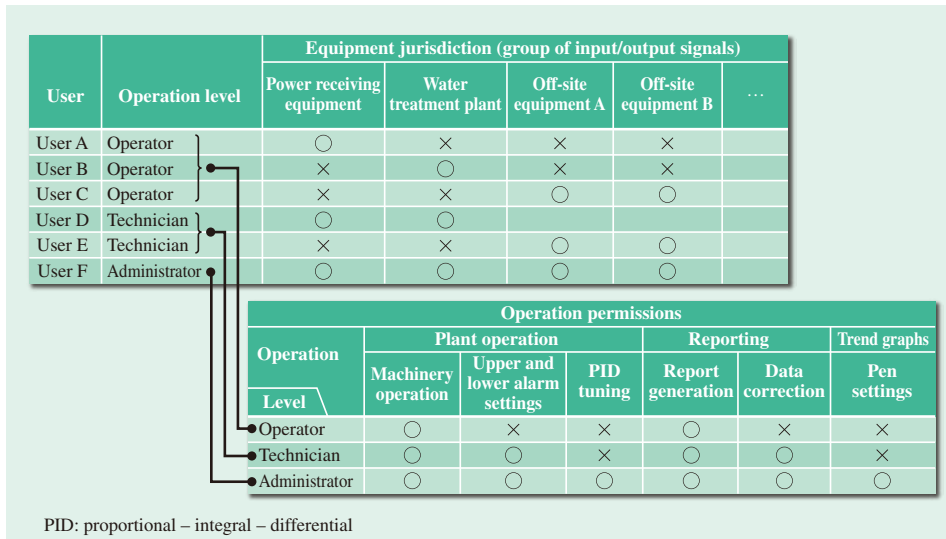 Equipment jurisdiction (group of input/output signals)
User Operation level Power receiving equipment Water treatment plant Off-site equipment A Off-site equipment B ...
User A Operator ○ × × ×
User B Operator × ○ × ×
User C Operator × × ○ ○
User D Technician ○ ○
User E Technician × × ○ ○
User F Administrator ○ ○ ○ ○
Operation permissions
Operation Plant operation Reporting Trend graphs
Level Machinery operation Upper and lower alarm settings PID tuning Report generation Data correction Pen settings
Operator ○ × × ○ × ×
Technician ○ ○ × ○ ○ ×
Administrator ○ ○ ○ ○ ○ ○
PID: proportional – integral – differential